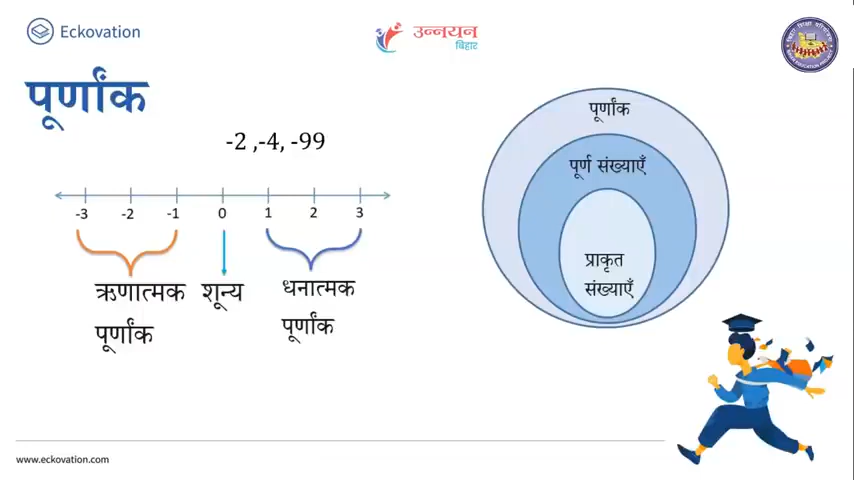 Eckovation
उन्नयन
बिहार
पूर्णांक
-2 ,-4, -99
-3 -2 -1 0 1 2 3
ऋणात्मक पूर्णांक
शून्य
धनात्मक पूर्णांक
पूर्णांक
पूर्ण संख्याएँ
प्राकृत
संख्याएँ
www.eckovation.com